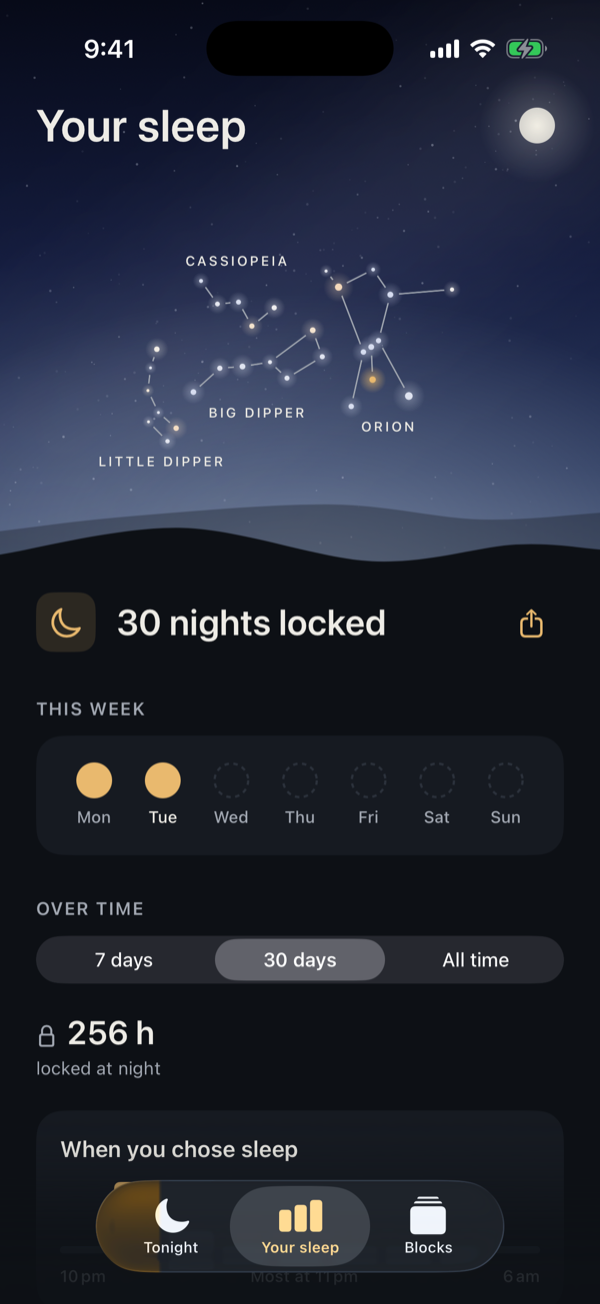 9:41
Your sleep
CASSIOPEIA
BIG DIPPER
ORION
LITTLE DIPPER
30 nights locked
THIS WEEK
Mon Tue Wed Thu Fri Sat Sun
OVER TIME
7 days 30 days All time
256 h
locked at night
When you chose sleep
Tonight Your sleep Blocks
10 pm Most at 11 pm 6 am